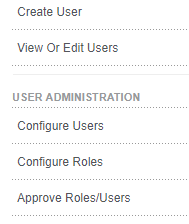 Create User
View Or Edit Users
USER ADMINISTRATION
Configure Users
Configure Roles
Approve Roles/Users